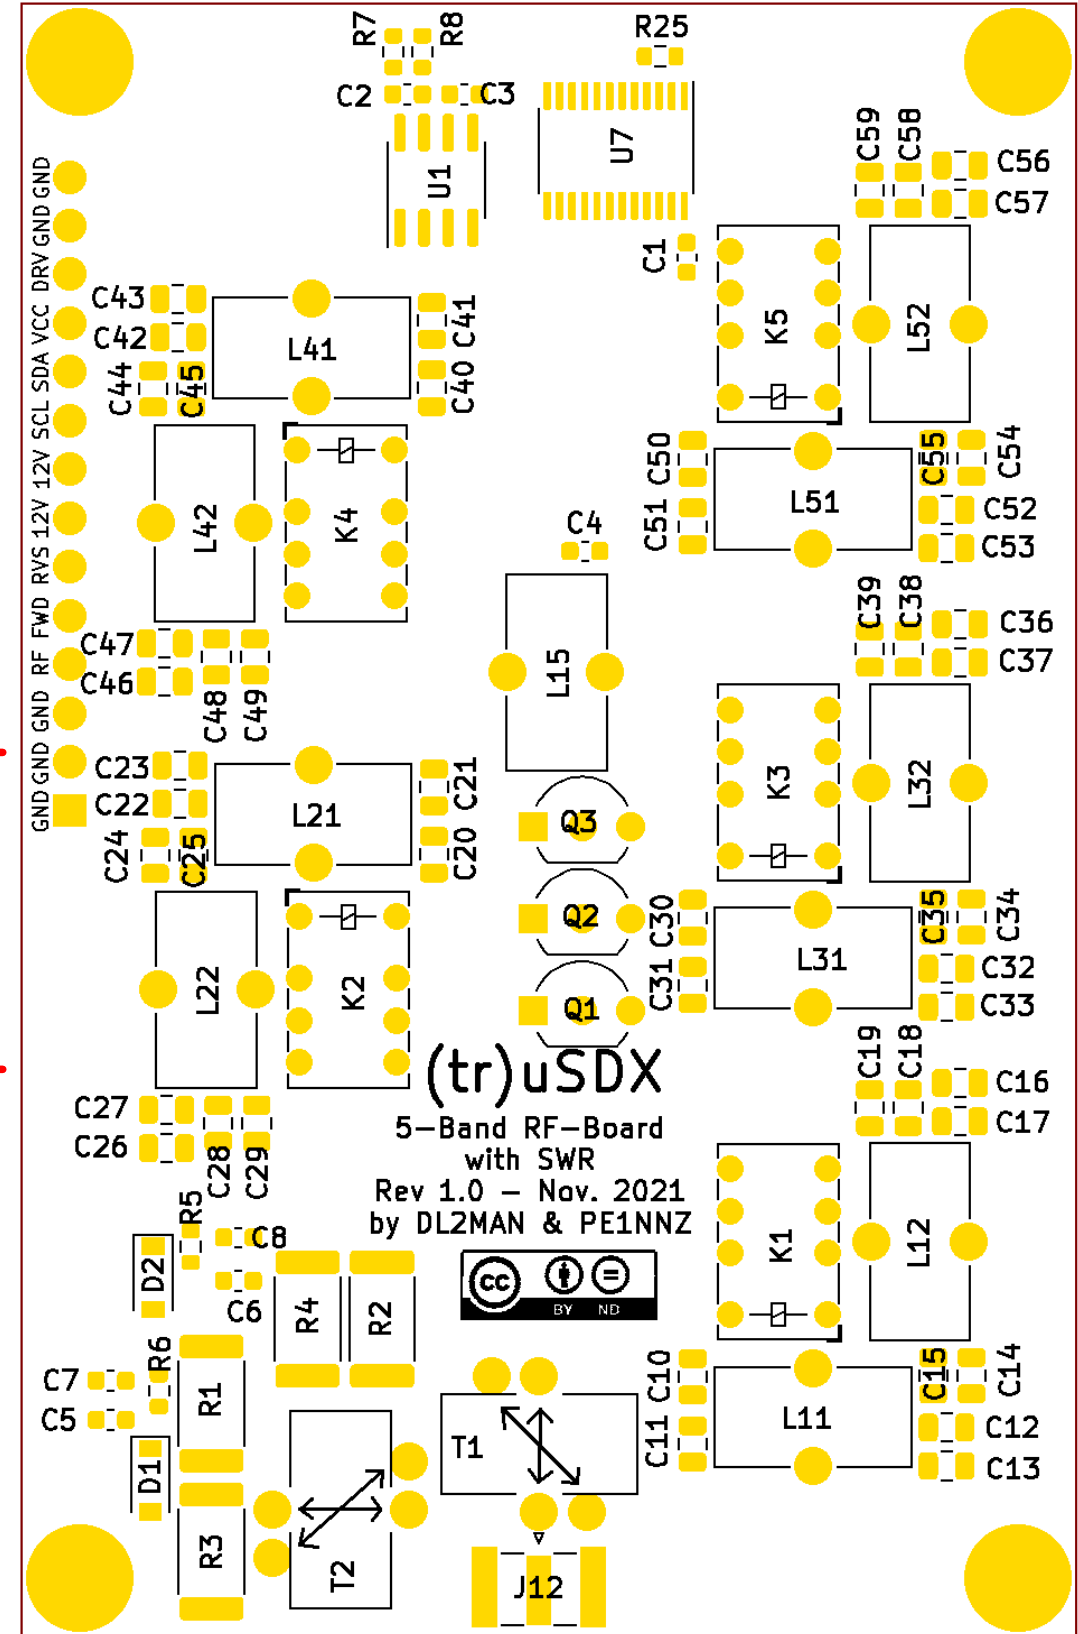 R7
R8
R25
C2
C3
U1
U7
C59
C58
C56
C57
C1
GND
GND
DRV
VCC
SDA
SCL
12V
12V
RVS
FWD
RF
GND
GND
GND
C43
C42
C44
C45
L41
C41
C40
K5
L52
L42
K4
C50
C51
L51
C55
C54
C52
C53
C4
C47
C46
C48
C49
L15
C39
C38
C36
C37
K3
L32
C23
C22
C24
C25
L21
C21
C20
Q3
Q2
Q1
L22
K2
C30
C31
L31
C35
C34
C32
C33
(tr)uSDX
5-Band RF-Board
with SWR
Rev 1.0 - Nov. 2021
by DL2MAN & PE1NNZ
cc
BY ND
C27
C26
C28
C29
C19
C18
C16
C17
K1
L12
R5
C8
C6
D2
R4
R2
R6
C7
C5
R1
D1
R3
T2
T1
J12
C10
C11
L11
C15
C14
C12
C13